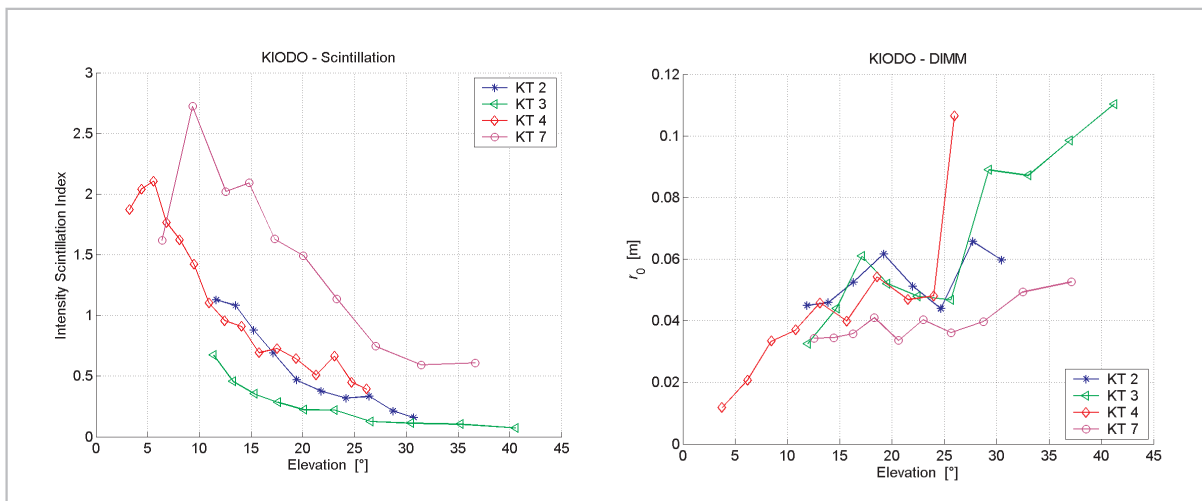 KIODO - Scintillation
Intensity Scintillation Index
3
2.5
2
1.5
1
0.5
0
0 5 10 15 20 25 30 35 40 45
Elevation [°]
KT 2
KT 3
KT 4
KT 7
KIODO - DIMM
r0 [m]
0.12
0.1
0.08
0.06
0.04
0.02
0
0 5 10 15 20 25 30 35 40 45
Elevation [°]
KT 2
KT 3
KT 4
KT 7